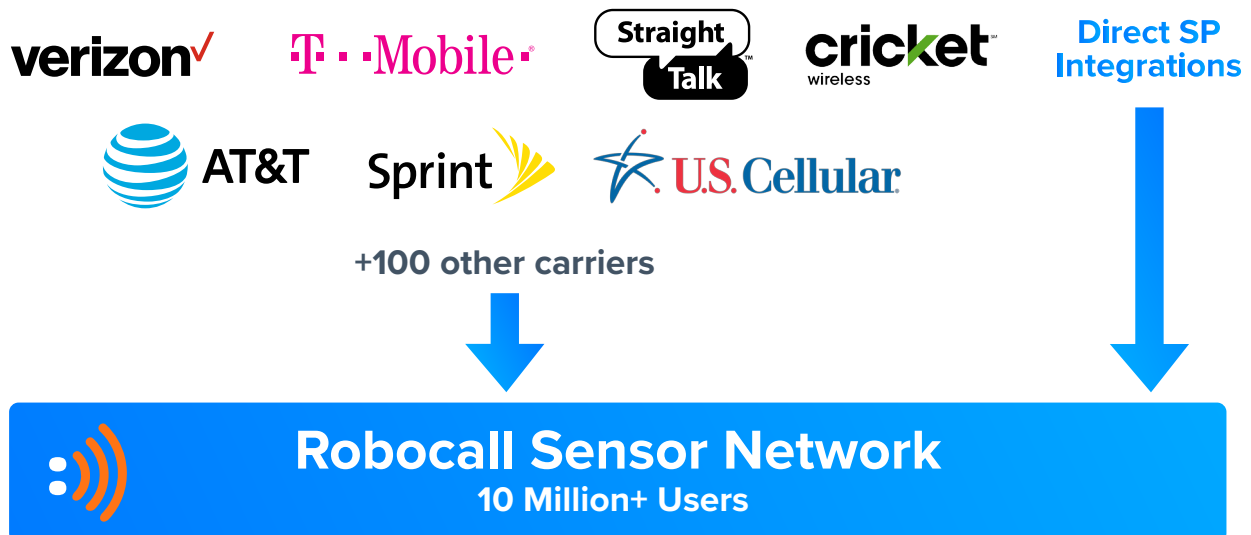 verizon
T··Mobile·
Straight
Talk
™
cricket
wireless
Direct SP
Integrations
AT&T
Sprint
U.S. Cellular
+100 other carriers
Robocall Sensor Network
10 Million+ Users